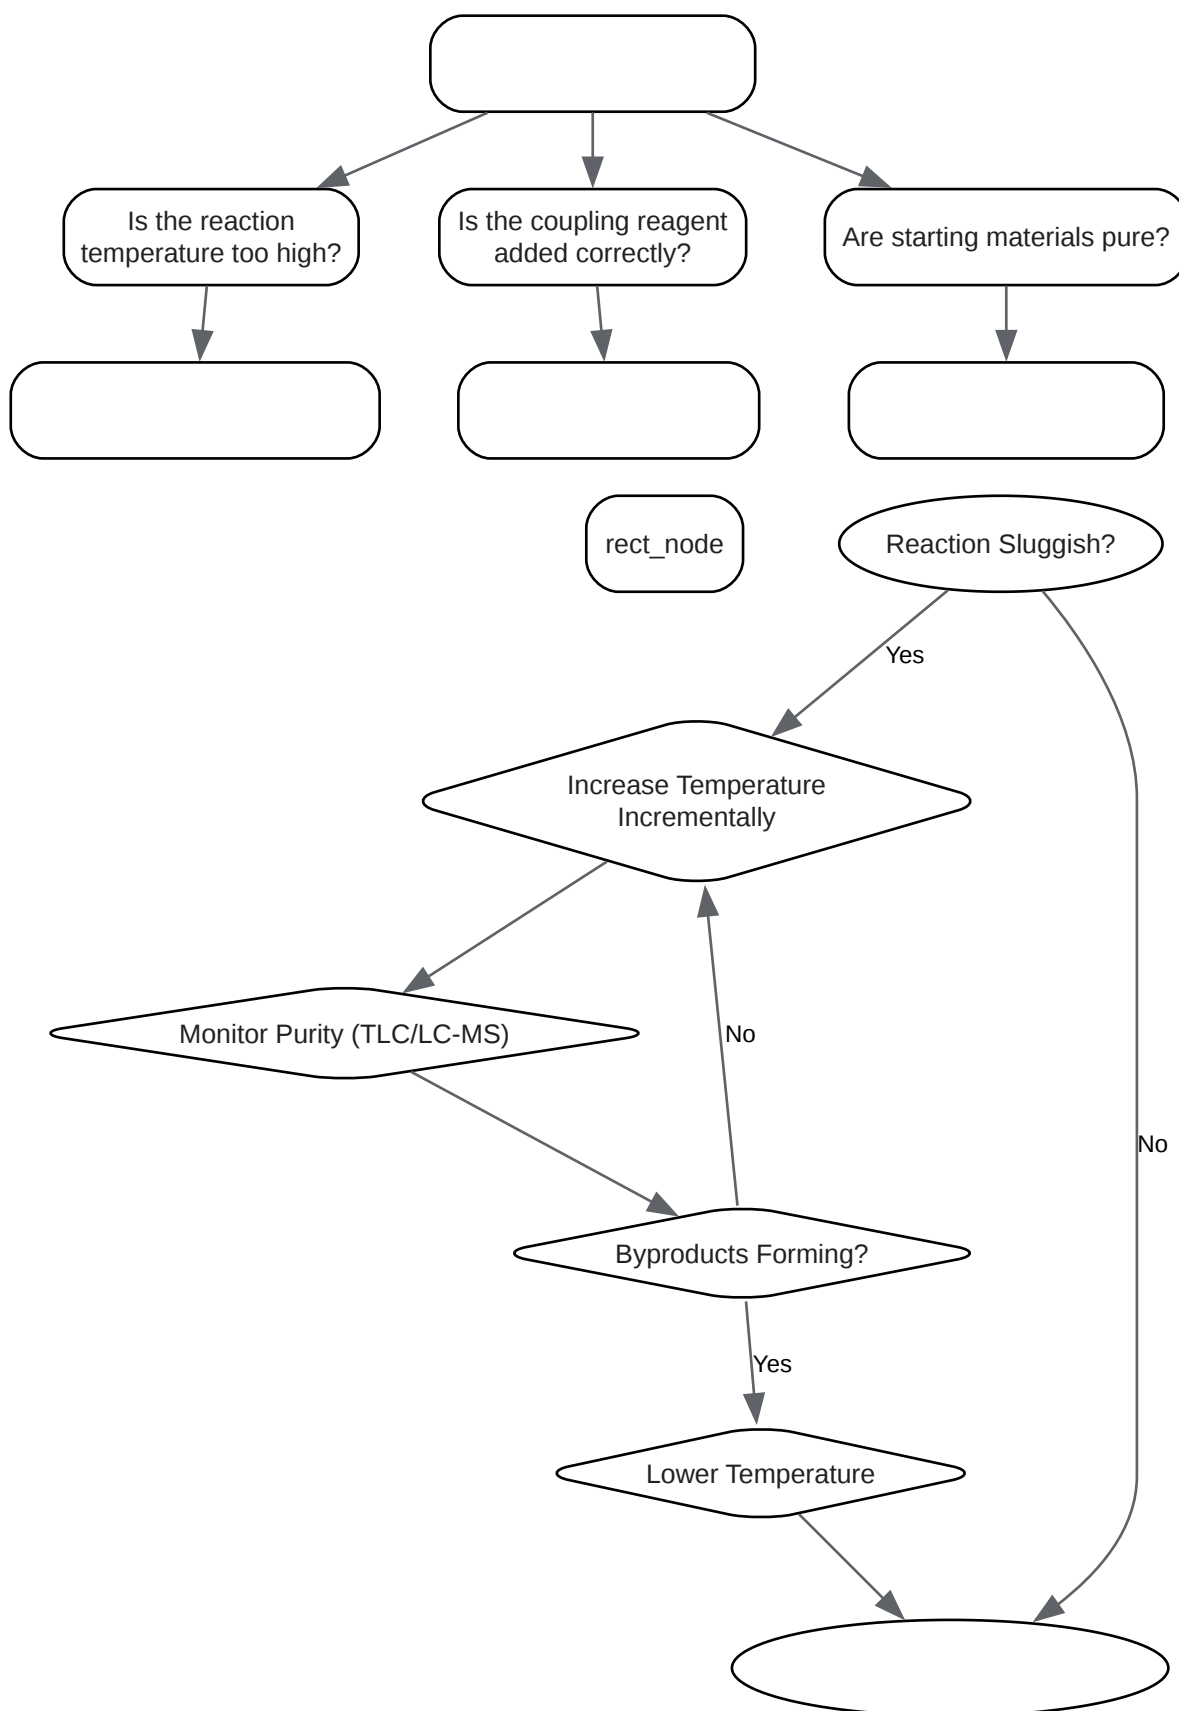 Is the reaction
temperature too high?
Is the coupling reagent
added correctly?
Are starting materials pure?
rect_node
Reaction Sluggish?
Yes
Increase Temperature
Incrementally
Monitor Purity (TLC/LC-MS)
No
No
Byproducts Forming?
Yes
Lower Temperature